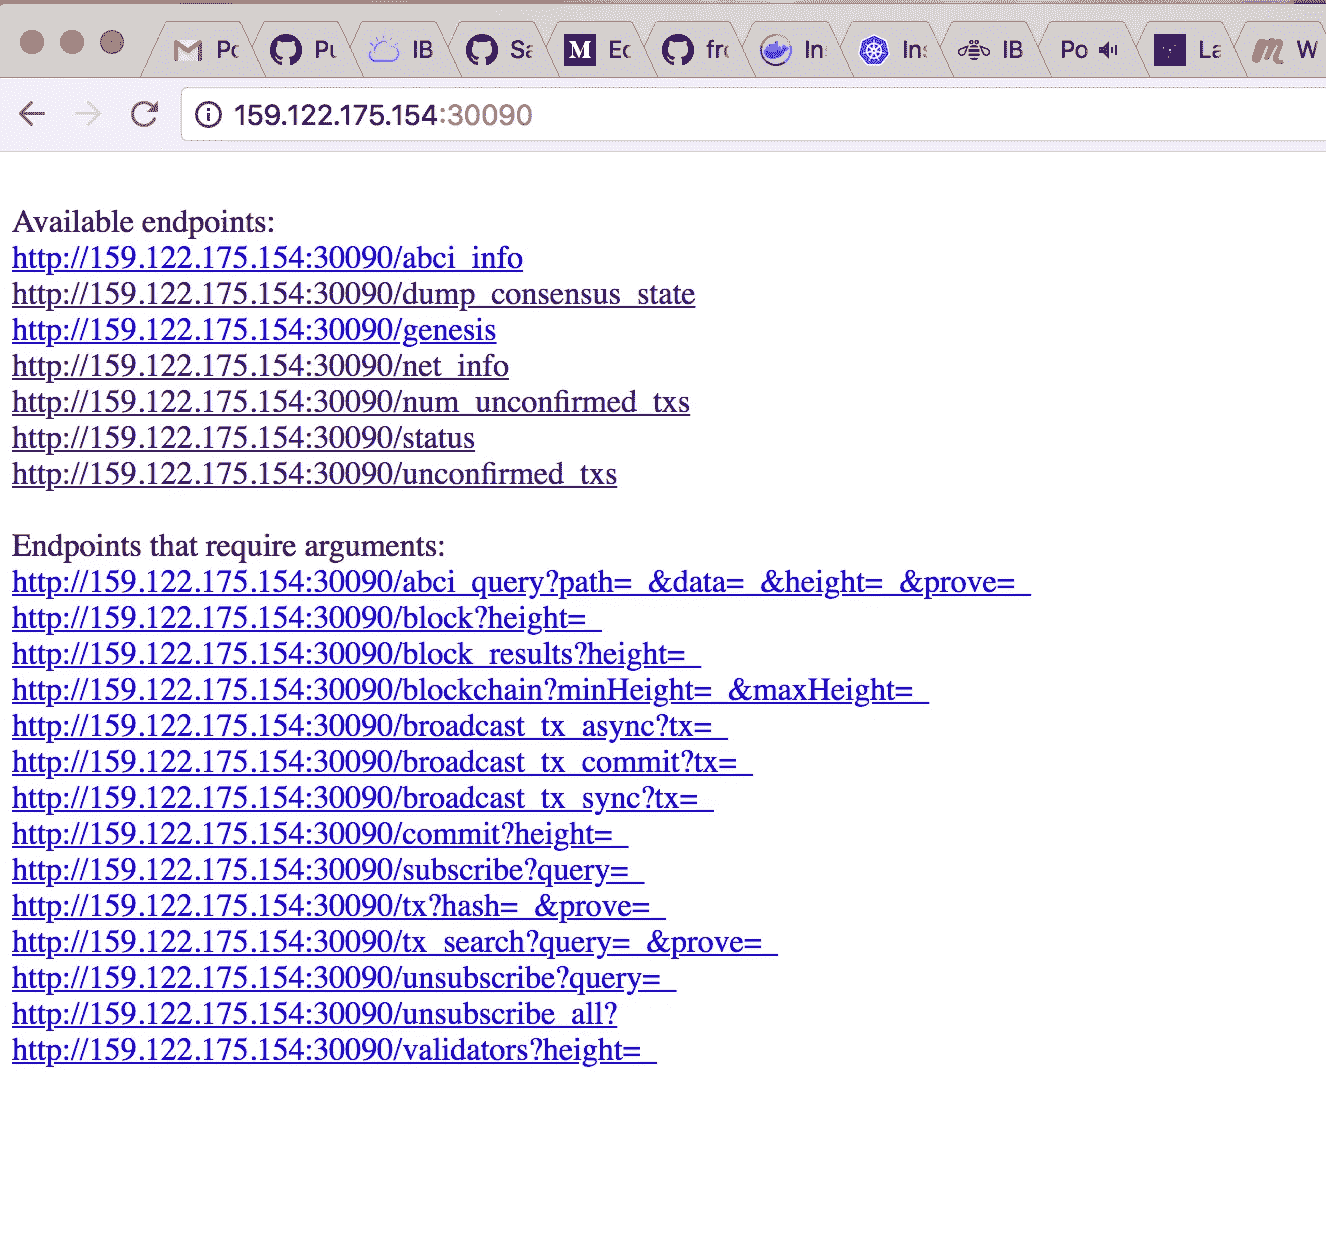 Pc Pu IB Sa M Ec frc In Ins IB Po La W
159.122.175.154:30090
Available endpoints:
http://159.122.175.154:30090/abci_info
http://159.122.175.154:30090/dump_consensus_state
http://159.122.175.154:30090/genesis
http://159.122.175.154:30090/net_info
http://159.122.175.154:30090/num_unconfirmed_txs
http://159.122.175.154:30090/status
http://159.122.175.154:30090/unconfirmed_txs
Endpoints that require arguments:
http://159.122.175.154:30090/abci_query?path=_&data=_&height=_&prove=_
http://159.122.175.154:30090/block?height=_
http://159.122.175.154:30090/block_results?height=_
http://159.122.175.154:30090/blockchain?minHeight=_&maxHeight=_
http://159.122.175.154:30090/broadcast_tx_async?tx=_
http://159.122.175.154:30090/broadcast_tx_commit?tx=_
http://159.122.175.154:30090/broadcast_tx_sync?tx=_
http://159.122.175.154:30090/commit?height=_
http://159.122.175.154:30090/subscribe?query=_
http://159.122.175.154:30090/tx?hash=_&prove=_
http://159.122.175.154:30090/tx_search?query=_&prove=_
http://159.122.175.154:30090/unsubscribe?query=_
http://159.122.175.154:30090/unsubscribe_all?
http://159.122.175.154:30090/validators?height=_